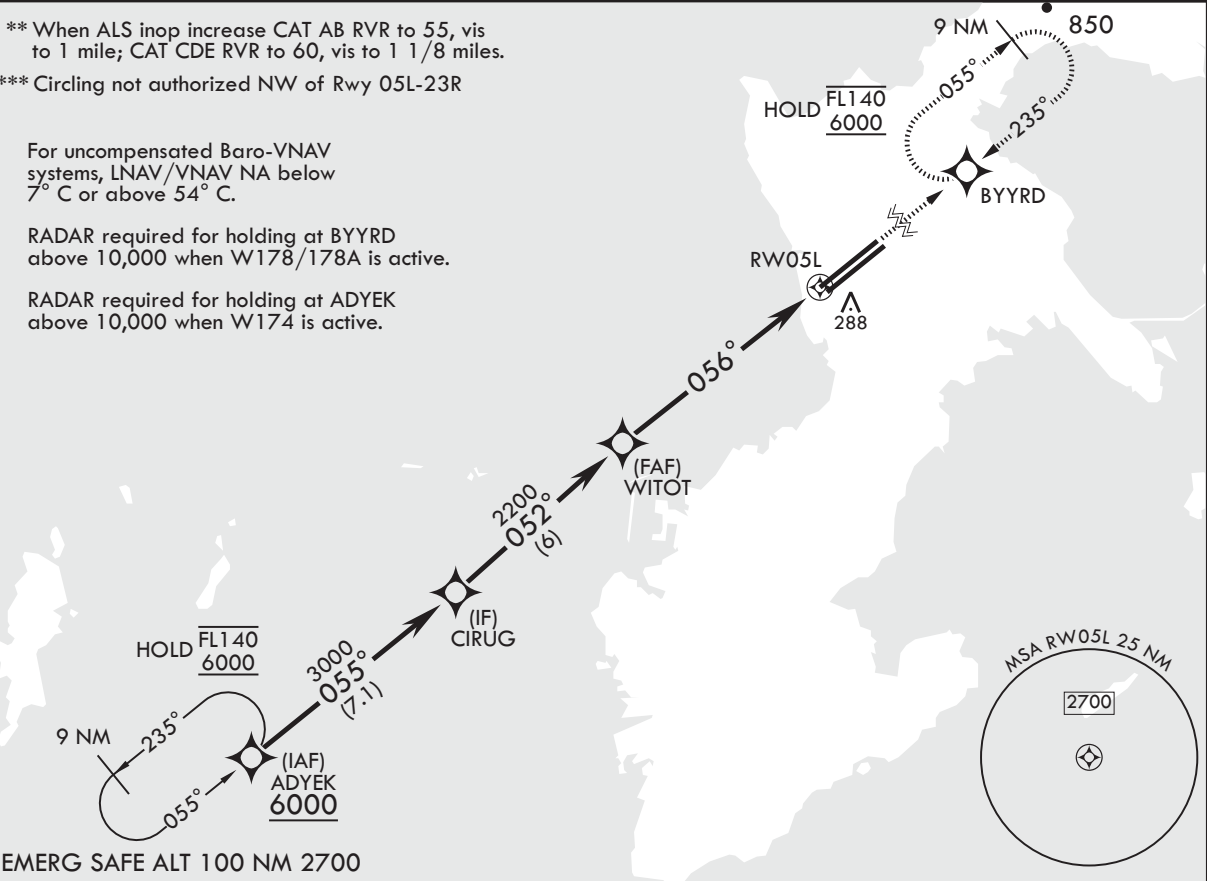 ** When ALS inop increase CAT AB RVR to 55, vis
to 1 mile; CAT CDE RVR to 60, vis to 1 1/8 miles.
*** Circling not authorized NW of Rwy 05L-23R
For uncompensated Baro-VNAV
systems, LNAV/VNAV NA below
7° C or above 54° C.
RADAR required for holding at BYYRD
above 10,000 when W178/178A is active.
RADAR required for holding at ADYEK
above 10,000 when W174 is active.
9 NM
850
HOLD FL140
6000
055°
235°
BYYRD
RW05L
288
056°
(FAF)
WITOT
2200
052°
(6)
(IF)
CIRUG
3000
055°
(7.1)
HOLD FL140
6000
9 NM
235°
055°
(IAF)
ADYEK
6000
MSA RW05L 25 NM
2700
EMERG SAFE ALT 100 NM 2700